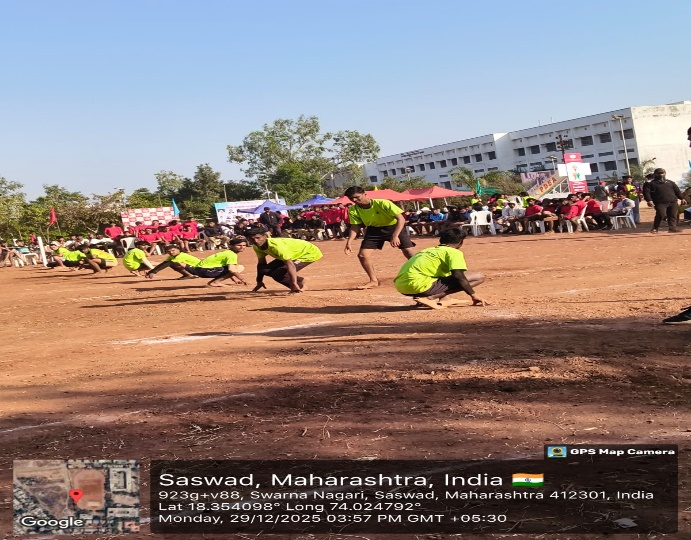 GPS Map Camera
Saswad, Maharashtra, India
923g+v88, Swarna Nagari, Saswad, Maharashtra 412301, India
Lat 18.354098° Long 74.024792°
Monday, 29/12/2025 03:57 PM GMT +05:30
Google